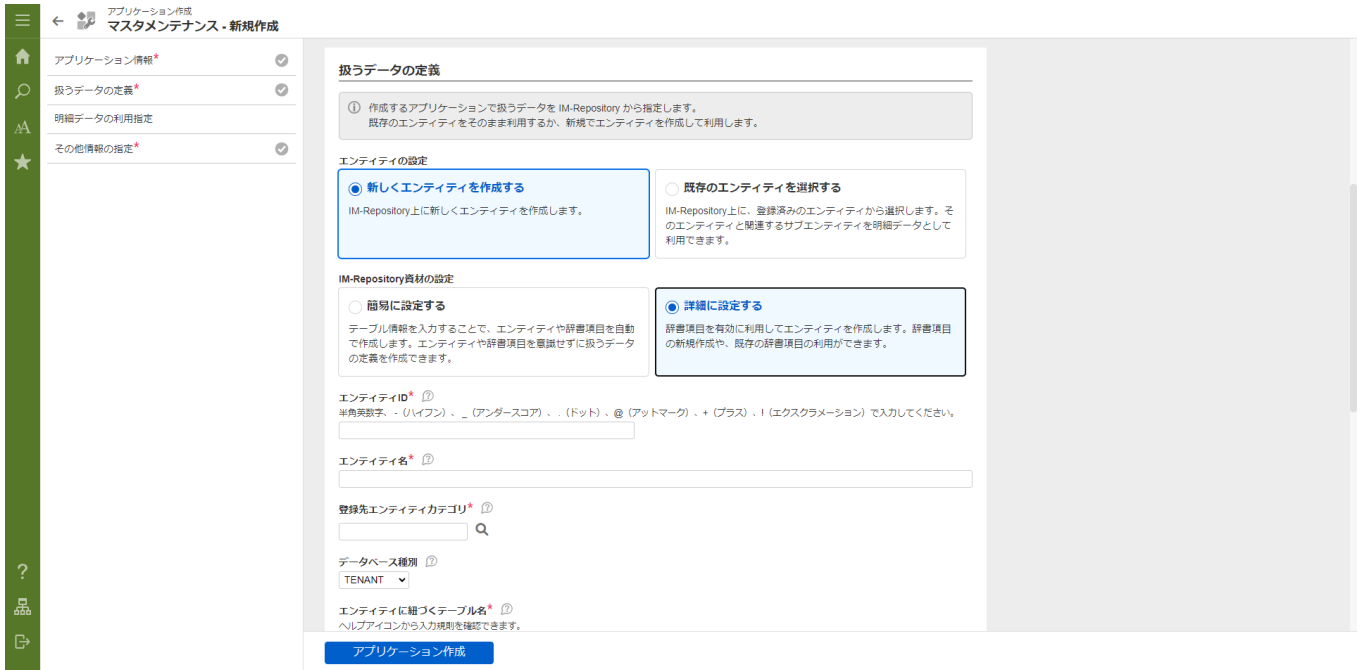 アプリケーション作成
マスタメンテナンス - 新規作成
アプリケーション情報*
扱うデータの定義*
明細データの利用指定
その他情報の指定*
扱うデータの定義
作成するアプリケーションで扱うデータを IM-Repository から指定します。
既存のエンティティをそのまま利用するか、新規でエンティティを作成して利用します。
エンティティの設定
新しくエンティティを作成する
IM-Repository上に新しくエンティティを作成します。
既存のエンティティを選択する
IM-Repository上に、登録済みのエンティティから選択します。そ
のエンティティと関連するサブエンティティを明細データとして
利用できます。
IM-Repository資材の設定
簡易に設定する
テーブル情報を入力することで、エンティティや辞書項目を自動
で作成します。エンティティや辞書項目を意識せずに扱うデータ
の定義を作成できます。
詳細に設定する
辞書項目を有効に利用してエンティティを作成します。辞書項目
の新規作成や、既存の辞書項目の利用ができます。
エンティティID*
半角英数字、 -（ハイフン）、 _（アンダースコア）、 .（ドット）、@（アットマーク）、+（プラス）、!（エクスクラメーション）で入力してください。
エンティティ名*
登録先エンティティカテゴリ*
データベース種別
TENANT
エンティティに紐づくテーブル名*
ヘルプアイコンから入力規則を確認できます。
アプリケーション作成